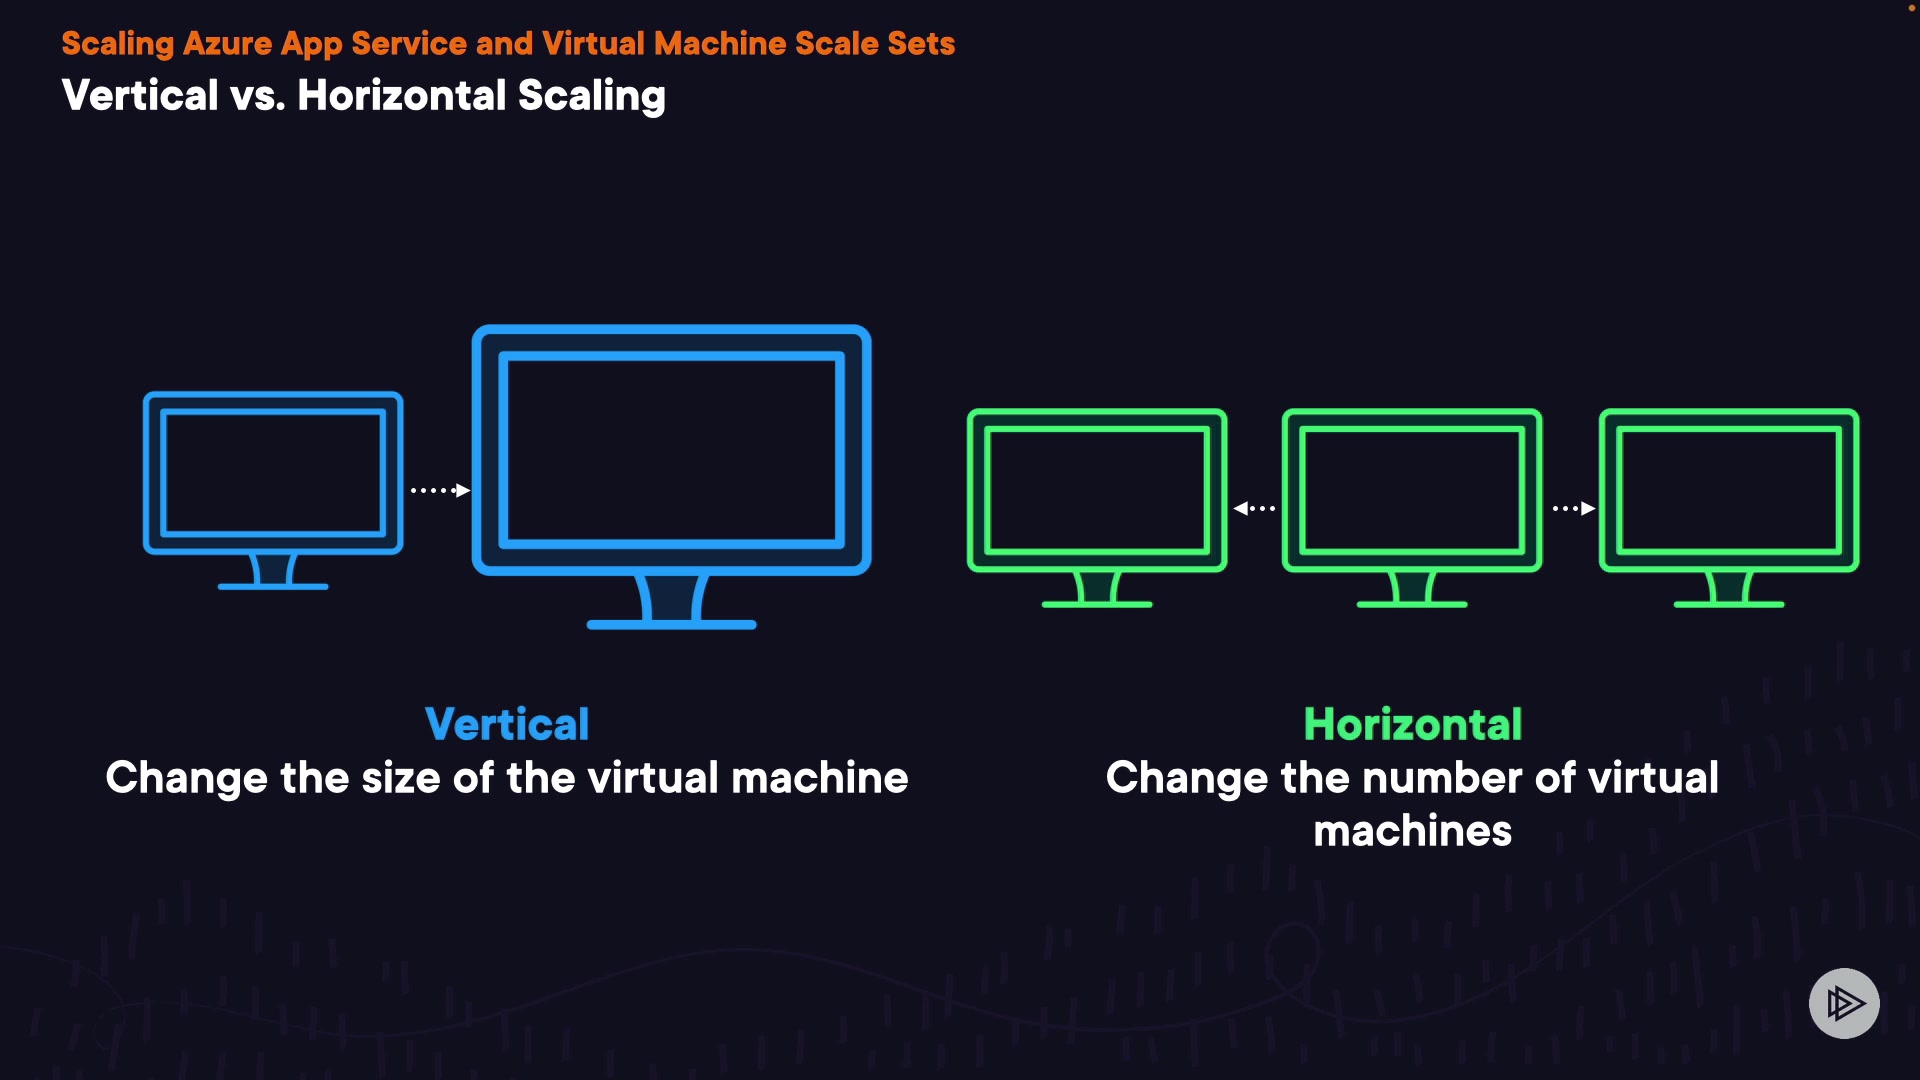 Scaling Azure App Service and Virtual Machine Scale Sets
Vertical vs. Horizontal Scaling
Vertical
Change the size of the virtual machine
Horizontal
Change the number of virtual
machines